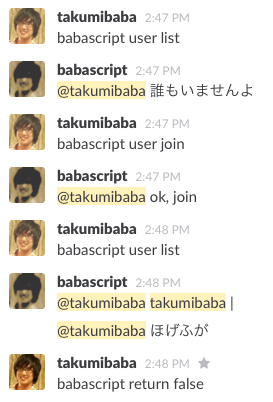 takumibaba 2:47 PM
babascript user list
babascript 2:47 PM
@takumibaba 誰もいませんよ
takumibaba 2:47 PM
babascript user join
babascript 2:47 PM
@takumibaba ok, join
takumibaba 2:48 PM
babascript user list
babascript 2:48 PM
@takumibaba takumibaba |
@takumibaba ほげふが
takumibaba 2:48 PM ★
babascript return false